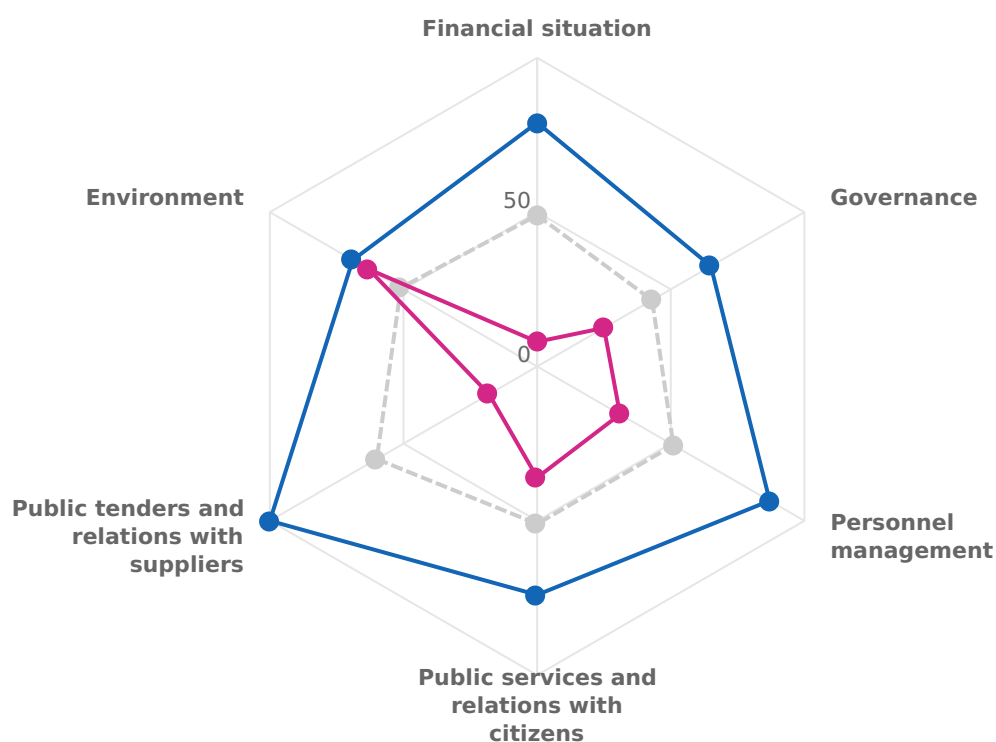 Financial situation
Environment
Governance
50
0
Public tenders and
relations with
suppliers
Personnel
management
Public services and
relations with
citizens